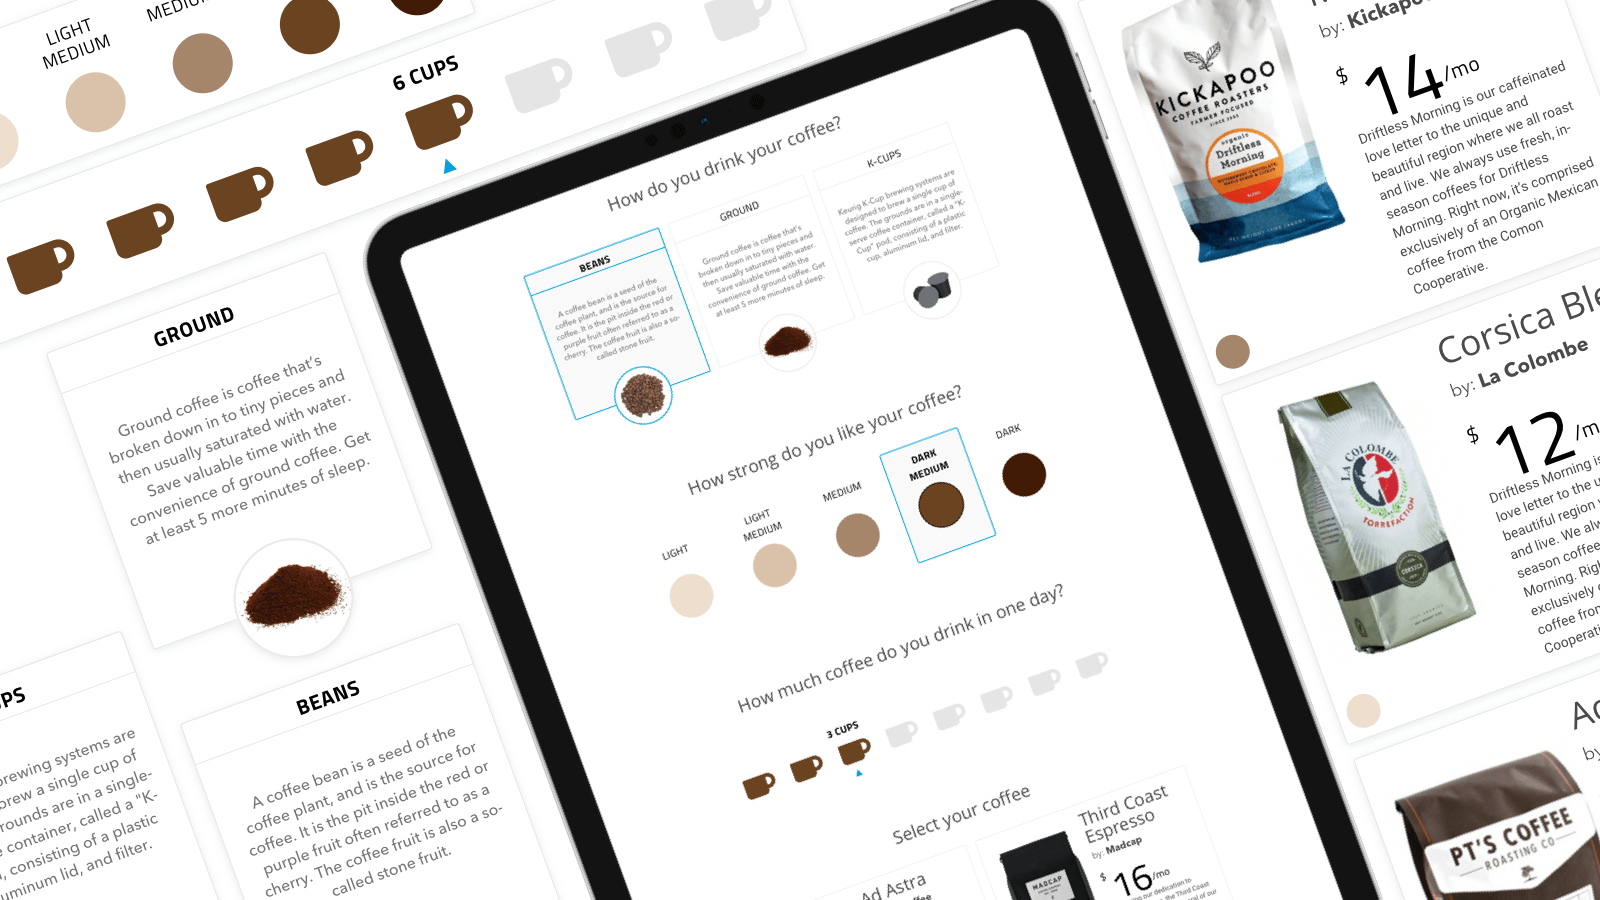 LIGHT
MEDIUM
6 CUPS
GROUND
Ground coffee is coffee that's
broken down in to tiny pieces and
then usually saturated with water.
Save valuable time with the
convenience of ground coffee. Get
at least 5 more minutes of sleep.
brewing systems are
brew a single cup of
container, called a "K-
consisting of a plastic
lid, and filter.
BEANS
A coffee bean is a seed of the
coffee plant, and is the source for
coffee. It is the pit inside the red or
purple fruit often referred to as a
cherry. The coffee fruit is also a so-
called stone fruit.
How do you drink your coffee?
BEANS
A coffee bean is a seed of the
coffee plant, and is the source for
coffee. It is the pit inside the red or
purple fruit often referred to as a
cherry. The coffee fruit is also a so-
called stone fruit.
GROUND
Ground coffee is coffee that's
broken down in to tiny pieces and
then usually saturated with water.
Save valuable time with the
convenience of ground coffee. Get
at least 5 more minutes of sleep.
K-CUPS
Keurig K-Cup brewing systems are
designed to brew a single cup of
coffee. The grounds are in a single-
serve coffee container, called a "K-
Cup" pod, consisting of a plastic
cup, aluminum lid, and filter.
How strong do you like your coffee?
LIGHT
LIGHT
MEDIUM
MEDIUM
DARK
MEDIUM
DARK
How much coffee do you drink in one day?
3 CUPS
Select your coffee
Ad Astra
Third Coast
Espresso
by: Madcap
$16/mo
MADCAP
KICKAPOO
COFFEE ROASTERS
FARMER FOCUSED
organic
Driftless
Morning
by:
$14/mo
Driftless Morning is our caffeinated
love letter to the unique and
beautiful region where we all roast
and live. We always use fresh, in-
season coffees for Driftless
Morning. Right now, it's comprised
exclusively of an Organic Mexican
coffee from the Comon
Cooperative.
Corsica
by: La Colombe
$12
Driftless Morning
love letter to the
beautiful region
and live. We
season
Morning.
exclusively
coffee
LA COLOMBE
TORREFACTION
CORSICA
PT'S COFFEE
ROASTING CO